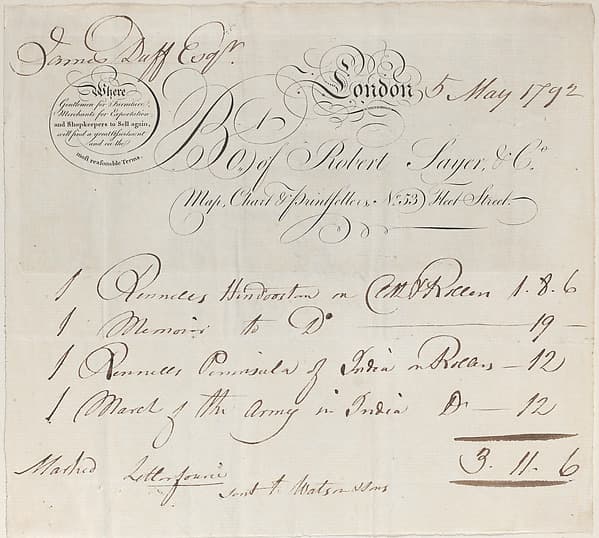 James Duff Esqr.
London 5 May 1792
Where
Gentlemen for Furniture,
Merchants for Exportation
and Shopkeepers to Sell again,
will find a great Assortment
and on the
most reasonable Terms.
Bot. of Robert Sayer, & Co.
Map, Chart & Printsellers, No. 53, Fleet Street.
1 Rennells Hindoostan on & Rollers 1. 8. 6
1 Memoir to Do 19 –
1 Rennells Peninsula of India on Rollers – 12
1 March of the Army in India Do – 12
3. 11. 6
Marked
sent to Watson & Sons